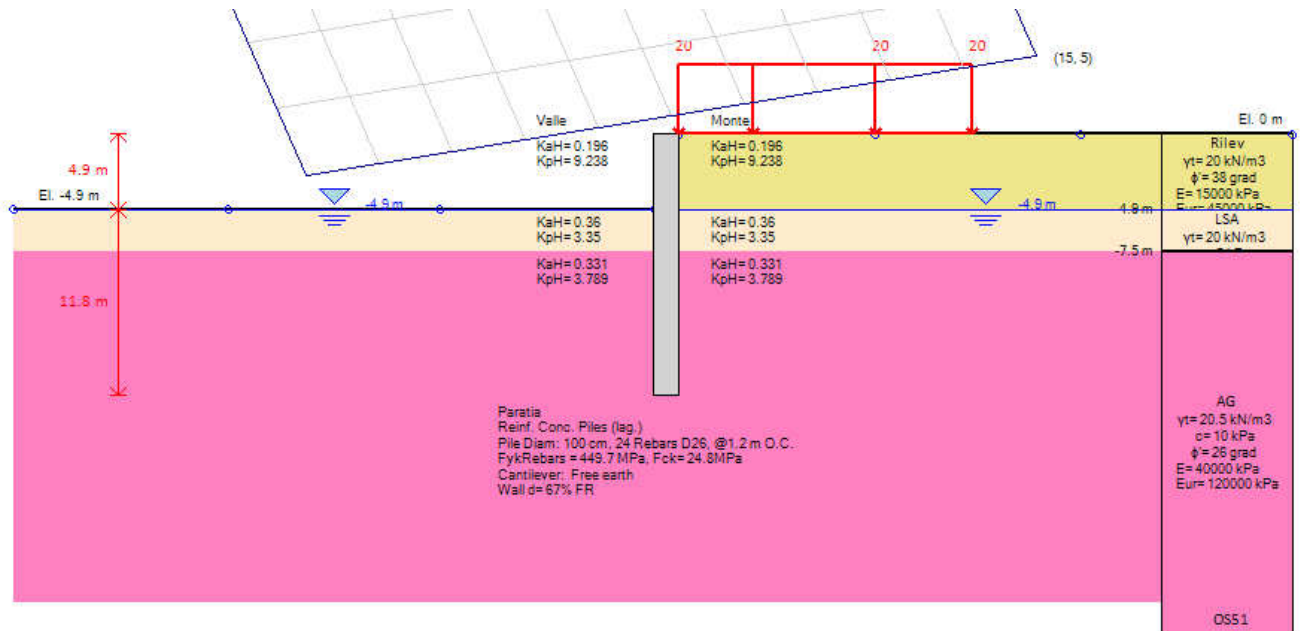 20
20
20
(15, 5)
Valle
Monte
El. 0 m
KaH= 0.196
KpH= 9.238
KaH= 0.196
KpH= 9.238
Rilev
γt= 20 kN/m3
ϕ'= 38 grad
E= 15000 kPa
Eur= 45000 kPa
4.9 m
El. -4.9 m
-4.9 m
-4.9 m
-4.9m
KaH= 0.36
KpH= 3.35
KaH= 0.36
KpH= 3.35
LSA
γt= 20 kN/m3
-7.5 m
KaH= 0.331
KpH= 3.789
KaH= 0.331
KpH= 3.789
11.8 m
Paratia
Reinf. Conc. Piles (lag.)
Pile Diam: 100 cm, 24 Rebars D26, @1.2 m O.C.
FykRebars = 449.7 MPa, Fck= 24.8MPa
Cantilever: Free earth
Wall d= 67% FR
AG
γt= 20.5 kN/m3
c= 10 kPa
ϕ'= 26 grad
E= 40000 kPa
Eur= 120000 kPa
OS51